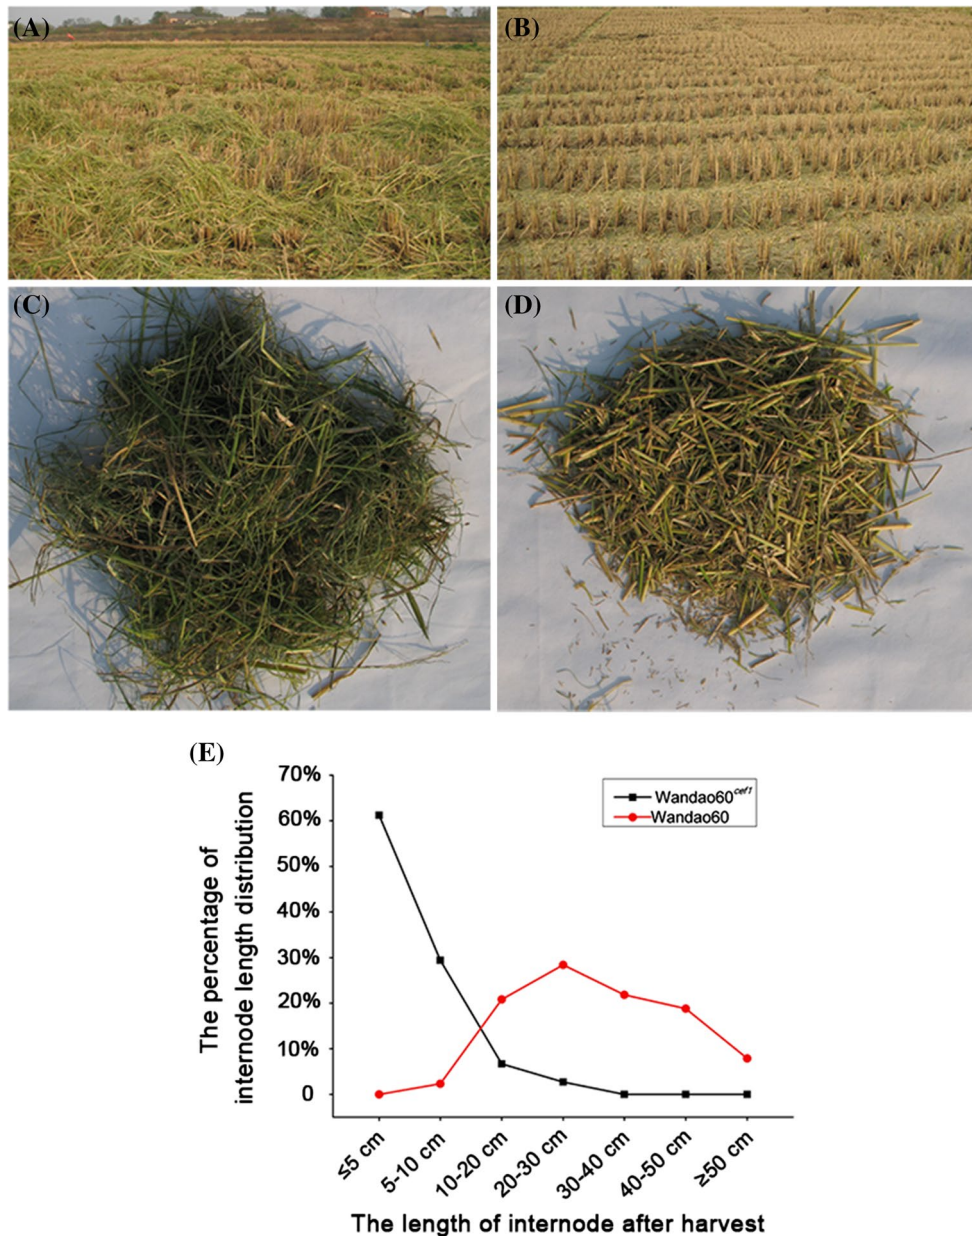 (A)
(B)
(C)
(D)
(E)
70%
60%
50%
40%
30%
20%
10%
0
The percentage of
internode length distribution
Wandao60cef1
Wandao60
≤5 cm
5-10 cm
10-20 cm
20-30 cm
30-40 cm
40-50 cm
≥50 cm
The length of internode after harvest